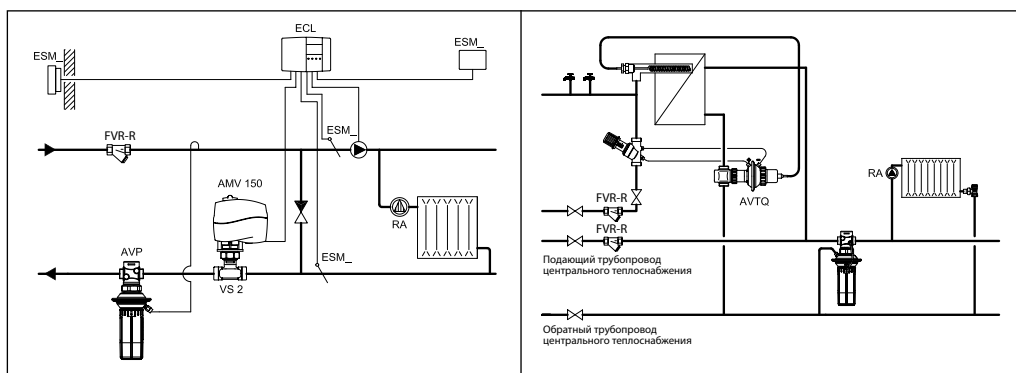 ECL
ESM_
ESM_
FVR-R
ESM_
AMV 150
RA
AVP
ESM_
VS 2
RA
AVTQ
FVR-R
FVR-R
Подающий трубопровод
центрального теплоснабжения
Обратный трубопровод
центрального теплоснабжения